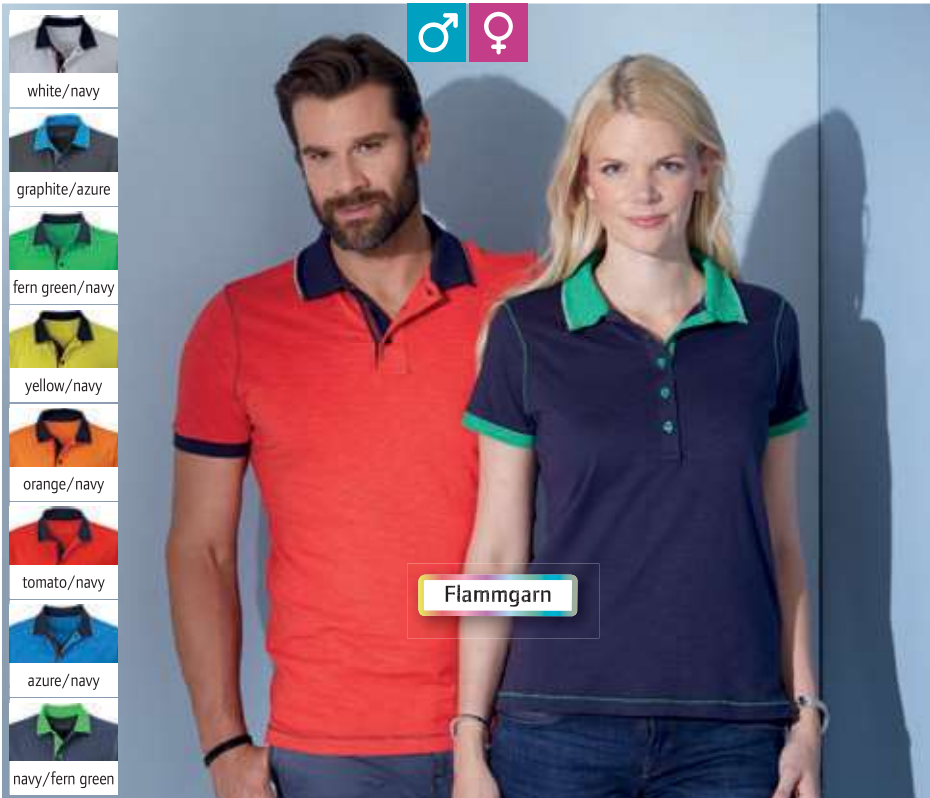 white/navy
graphite/azure
fern green/navy
yellow/navy
orange/navy
tomato/navy
azure/navy
navy/fern green
Flammgarn